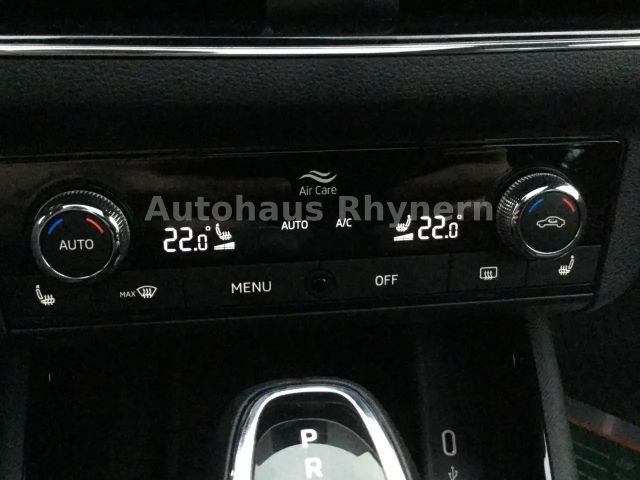 Air Care
Autohaus Rhynern
AUTO 22.0° AUTO A/C 22.0°
MAX MENU OFF
P
R